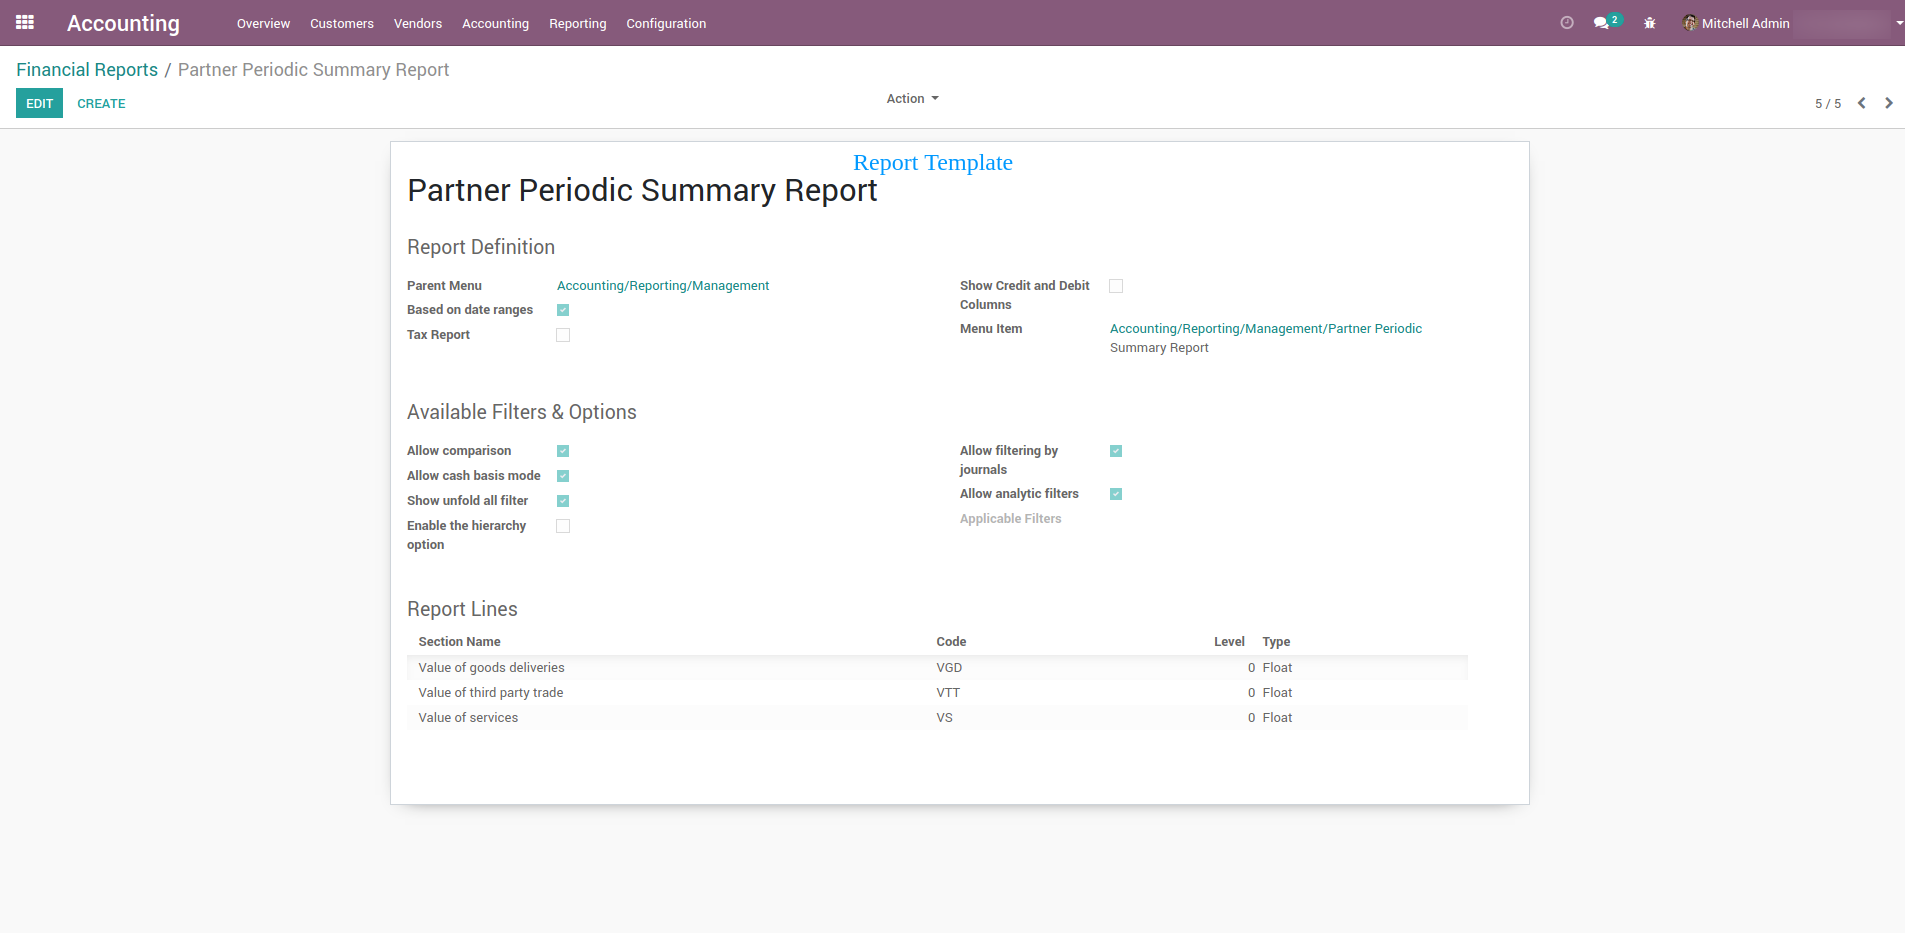 Accounting Overview Customers Vendors Accounting Reporting Configuration 2 Mitchell Admin
Financial Reports / Partner Periodic Summary Report
EDIT CREATE Action 5 / 5
Report Template
Partner Periodic Summary Report
Report Definition
Parent Menu Accounting/Reporting/Management
Based on date ranges
Tax Report
Show Credit and Debit
Columns
Menu Item Accounting/Reporting/Management/Partner Periodic
Summary Report
Available Filters & Options
Allow comparison
Allow cash basis mode
Show unfold all filter
Enable the hierarchy
option
Allow filtering by
journals
Allow analytic filters
Applicable Filters
Report Lines
Section Name Code Level Type
Value of goods deliveries VGD 0 Float
Value of third party trade VTT 0 Float
Value of services VS 0 Float